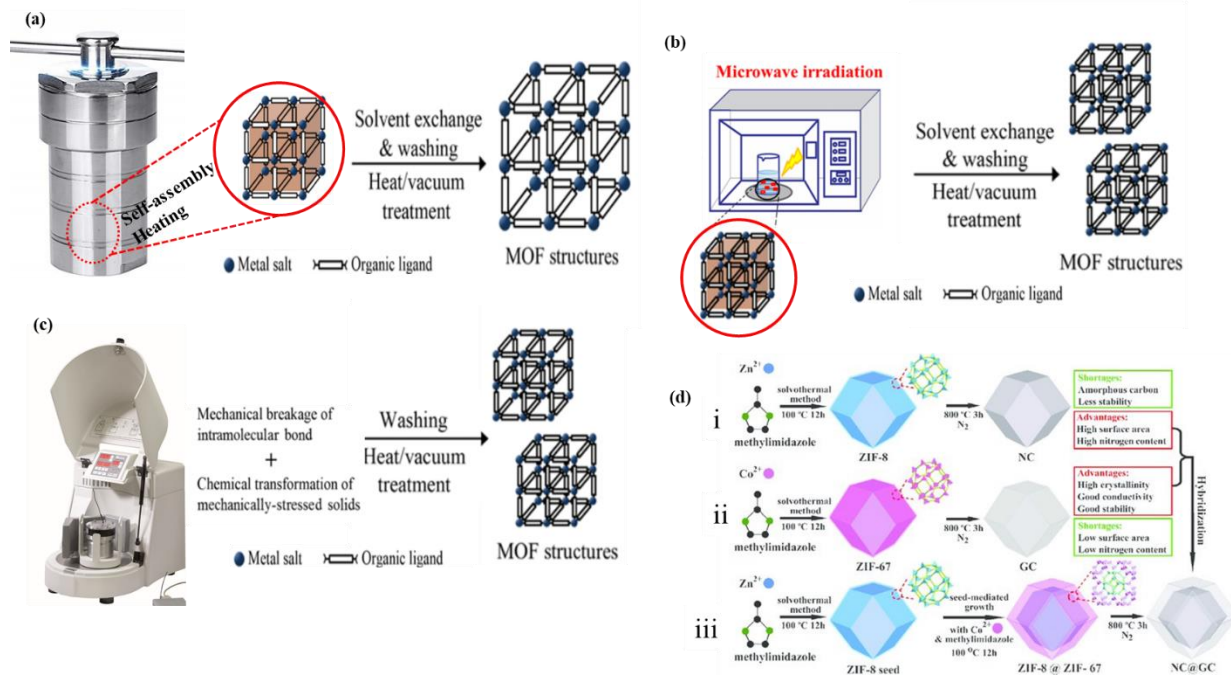 (a)
Self-assembly
Heating
Solvent exchange
& washing
Heat/vacuum
treatment
MOF structures
Metal salt
Organic ligand
(b)
Microwave irradiation
Solvent exchange
& washing
Heat/vacuum
treatment
MOF structures
Metal salt
Organic ligand
(c)
Mechanical breakage of
intramolecular bond
+
Chemical transformation of
mechanically-stressed solids
Washing
Heat/vacuum
treatment
Metal salt
Organic ligand
MOF structures
(d)
i
Zn2+
methylimidazole
solvothermal
method
100 °C 12h
ZIF-8
800 °C 3h
N2
NC
Shortages:
Amorphous carbon
Less stability
Advantages:
High surface area
High nitrogen content
ii
Co2+
methylimidazole
solvothermal
method
100 °C 12h
ZIF-67
800 °C 3h
N2
GC
Advantages:
High crystallinity
Good conductivity
Good stability
Shortages:
Low surface area
Low nitrogen content
Hybridization
iii
Zn2+
methylimidazole
solvothermal
method
100 °C 12h
ZIF-8 seed
seed-mediated
growth
with Co2+
& methylimidazole
100 °C 12h
ZIF-8 @ ZIF- 67
800 °C 3h
N2
NC@GC